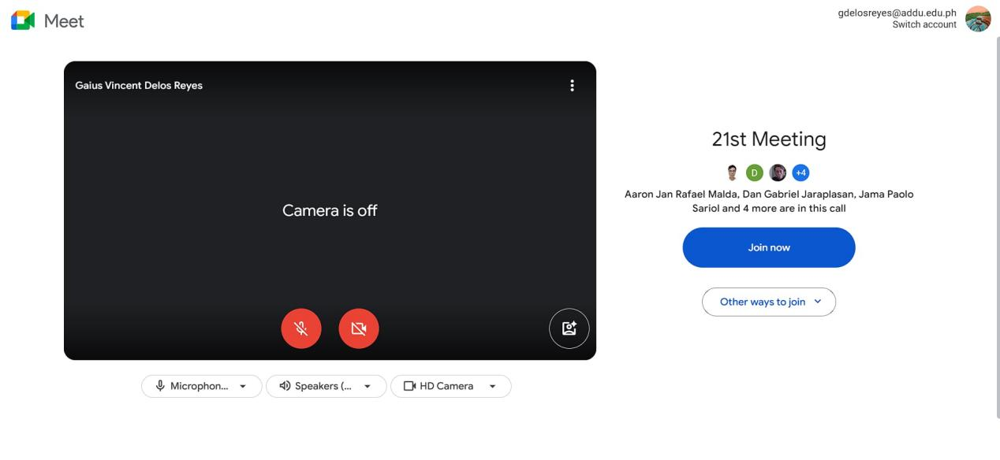 Meet
gdelosreyes@addu.edu.ph
Switch account
Gaius Vincent Delos Reyes
Camera is off
Microphon...
Speakers (...
HD Camera
21st Meeting
D
+4
Aaron Jan Rafael Malda, Dan Gabriel Jaraplasan, Jama Paolo
Sariol and 4 more are in this call
Join now
Other ways to join